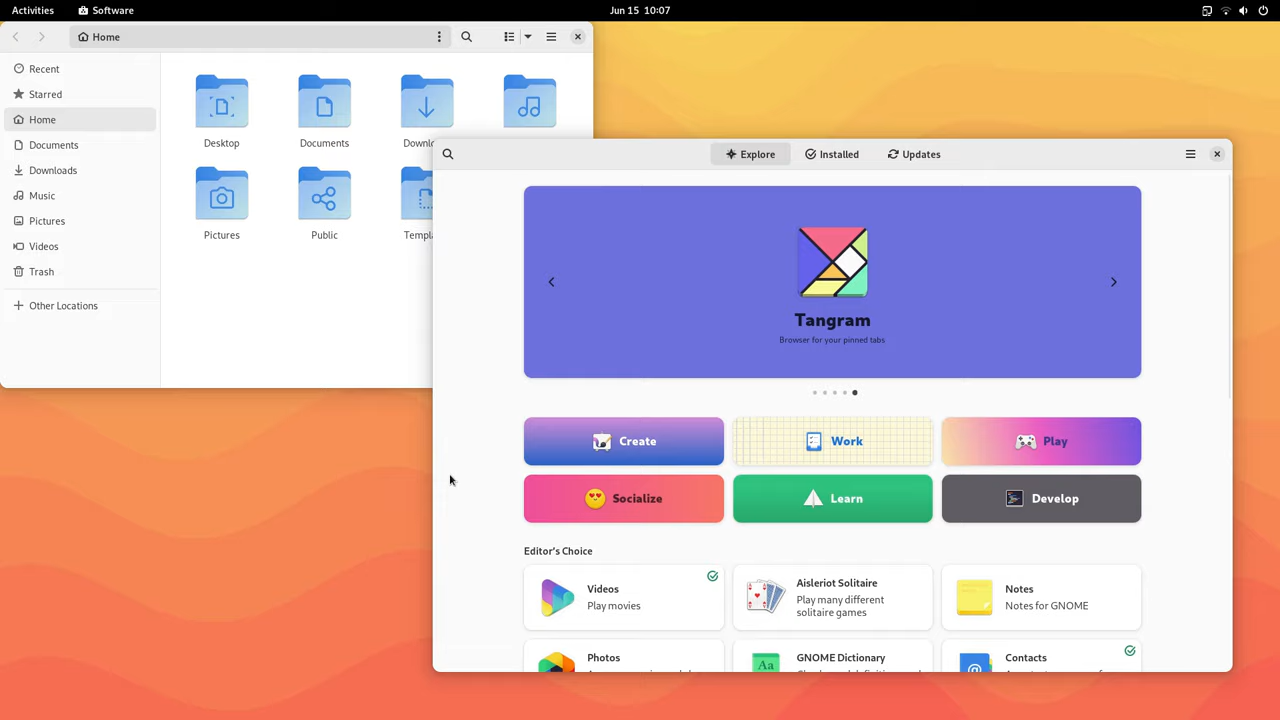 Activities
Software
Jun 15 10:07
Home
Recent
Starred
Home
Documents
Downloads
Music
Pictures
Videos
Trash
Other Locations
Desktop
Documents
Pictures
Public
Explore
Installed
Updates
Tangram
Browser for your pinned tabs
Create
Work
Play
Socialize
Learn
Develop
Editor's Choice
Videos
Play movies
Aisleriot Solitaire
Play many different
solitaire games
Notes
Notes for GNOME
Photos
GNOME Dictionary
Aa
Contacts